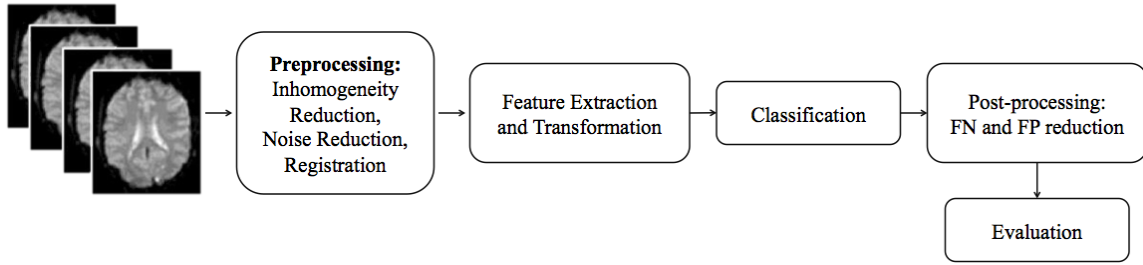 Preprocessing:
Inhomogeneity
Reduction,
Noise Reduction,
Registration
Feature Extraction
and Transformation
Classification
Post-processing:
FN and FP reduction
Evaluation